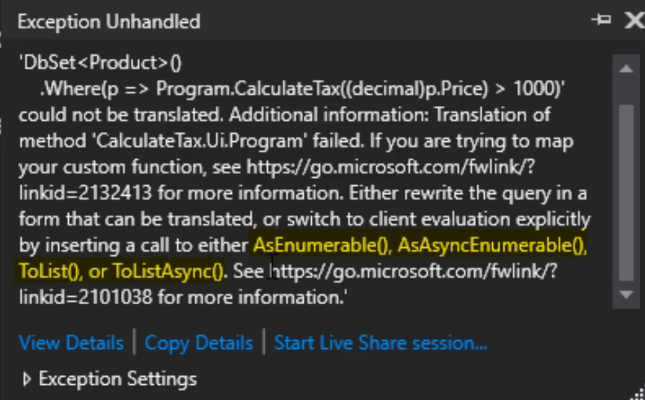 Exception Unhandled
'DbSet<Product>()
.Where(p => Program.CalculateTax((decimal)p.Price) > 1000)'
could not be translated. Additional information: Translation of
method 'CalculateTax.Ui.Program' failed. If you are trying to map
your custom function, see https://go.microsoft.com/fwlink/?
linkid=2132413 for more information. Either rewrite the query in a
form that can be translated, or switch to client evaluation explicitly
by inserting a call to either AsEnumerable(), AsAsyncEnumerable(),
ToList(), or ToListAsync(). See https://go.microsoft.com/fwlink/?
linkid=2101038 for more information.'
View Details | Copy Details | Start Live Share session...
Exception Settings